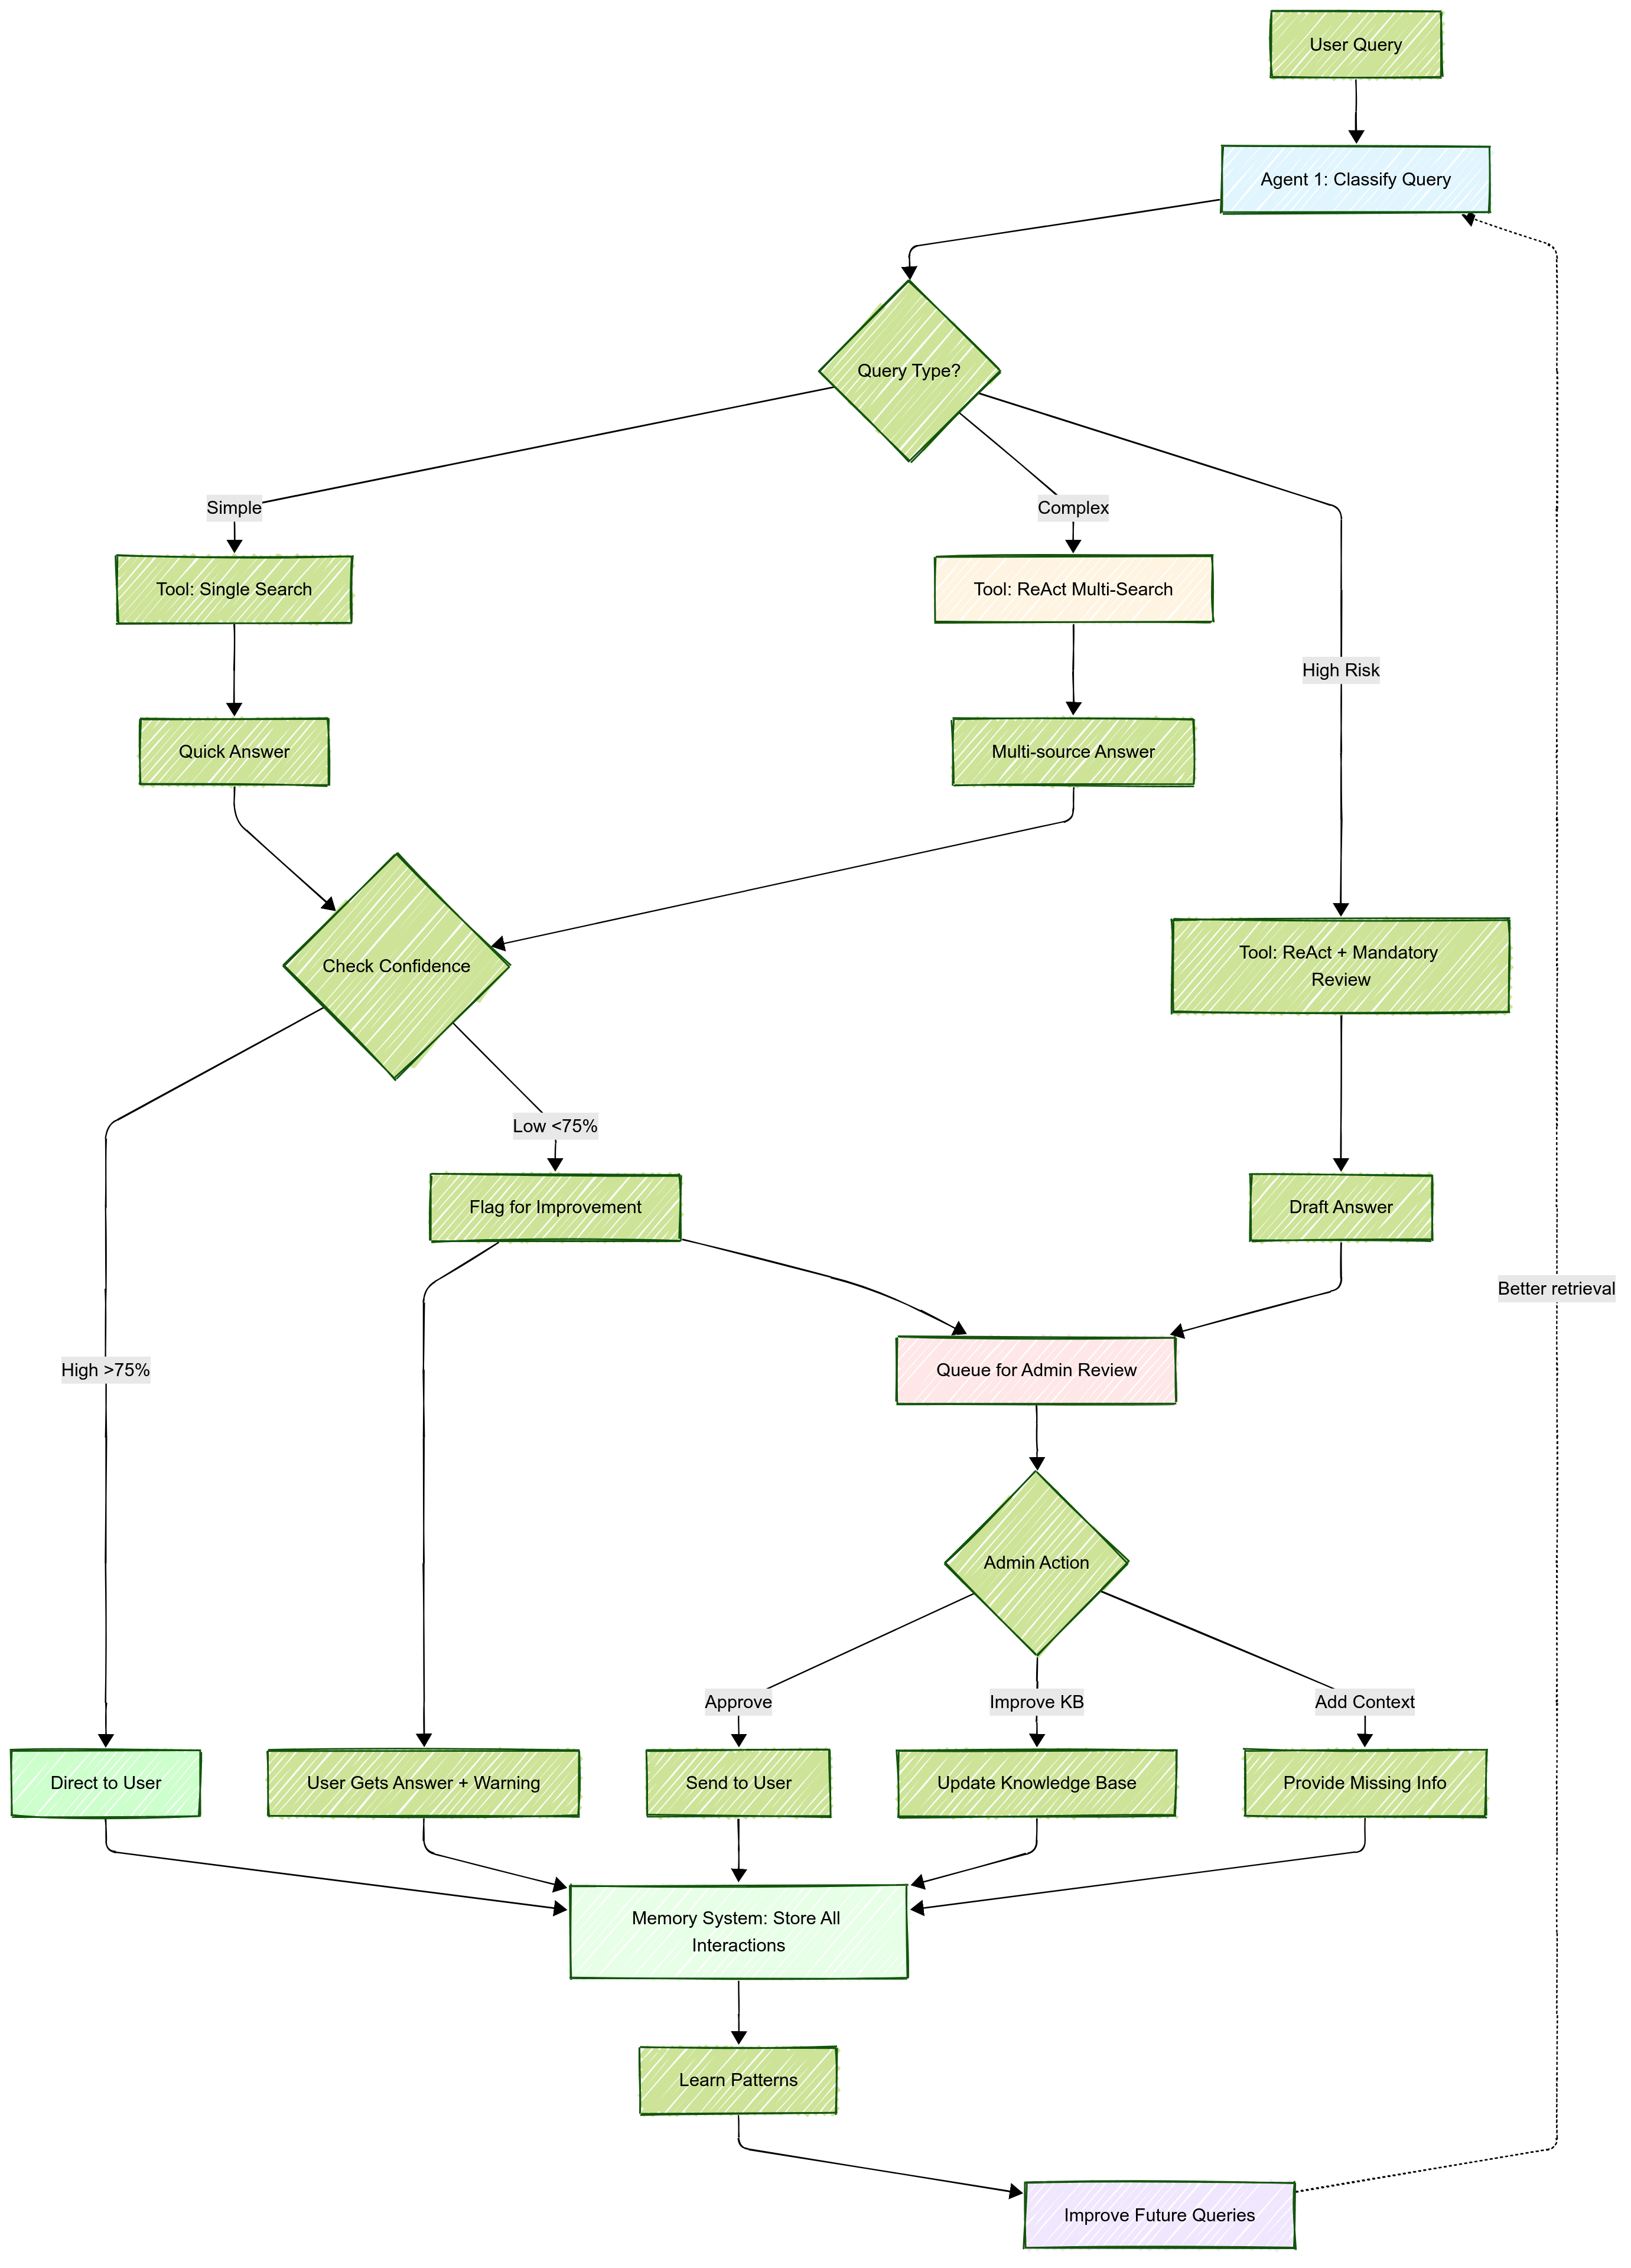 User Query
Agent 1: Classify Query
Query Type?
Simple
Complex
Tool: Single Search
Tool: ReAct Multi-Search
High Risk
Quick Answer
Multi-source Answer
Check Confidence
Tool: ReAct + Mandatory
Review
Low <75%
Flag for Improvement
Draft Answer
Better retrieval
High >75%
Queue for Admin Review
Admin Action
Approve
Improve KB
Add Context
Direct to User
User Gets Answer + Warning
Send to User
Update Knowledge Base
Provide Missing Info
Memory System: Store All
Interactions
Learn Patterns
Improve Future Queries